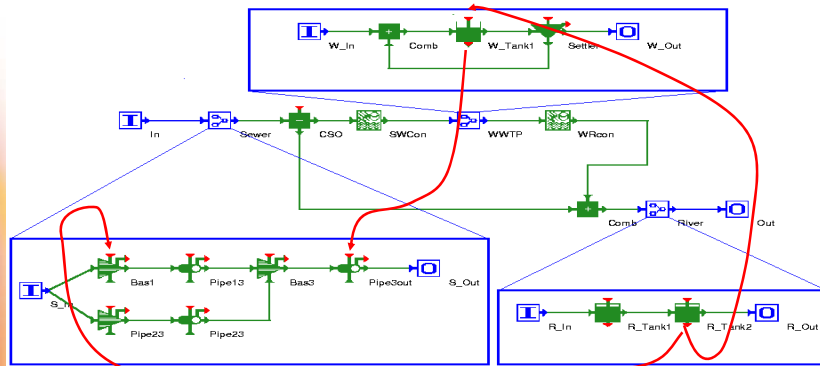 W_In Comb W_Tank1 Settler W_Out
In Sewer CSO SWCon WWTP WRcon
Comb River Out
Bas1 Pipe13 Bas3 Pipe3out S_Out
S_In
Pipe23 Pipe23
R_In R_Tank1 R_Tank2 R_Out